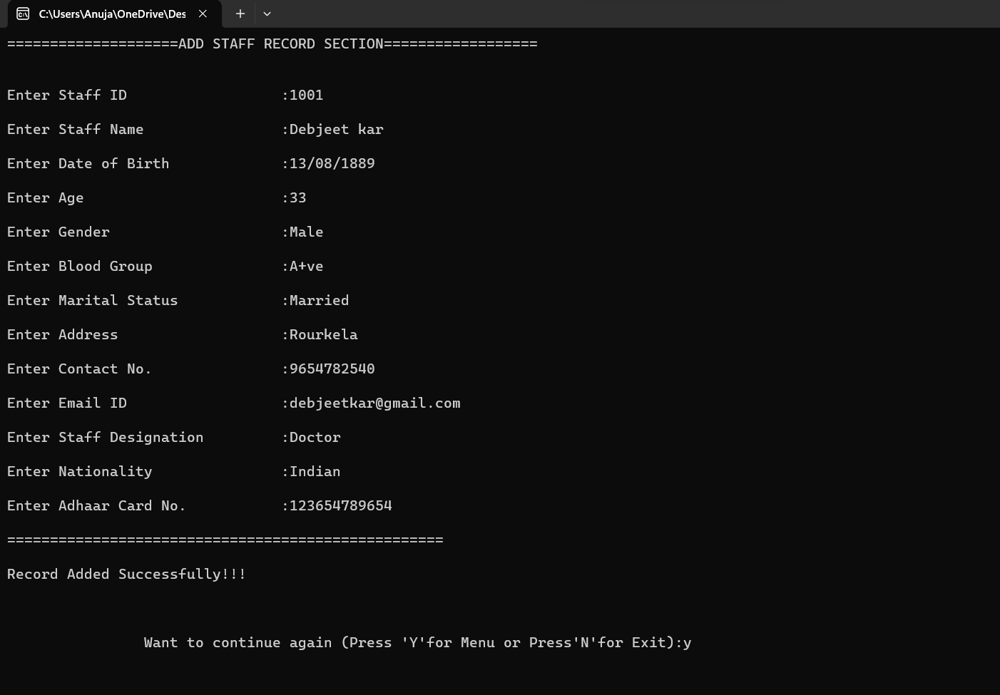 C:\Users\Anuja\OneDrive\Des
====================ADD STAFF RECORD SECTION==================
Enter Staff ID                  :1001
Enter Staff Name                :Debjeet kar
Enter Date of Birth             :13/08/1889
Enter Age                       :33
Enter Gender                    :Male
Enter Blood Group               :A+ve
Enter Marital Status            :Married
Enter Address                   :Rourkela
Enter Contact No.               :9654782540
Enter Email ID                  :debjeetkar@gmail.com
Enter Staff Designation         :Doctor
Enter Nationality               :Indian
Enter Adhaar Card No.           :123654789654
===================================================
Record Added Successfully!!!
Want to continue again (Press 'Y'for Menu or Press'N'for Exit):y